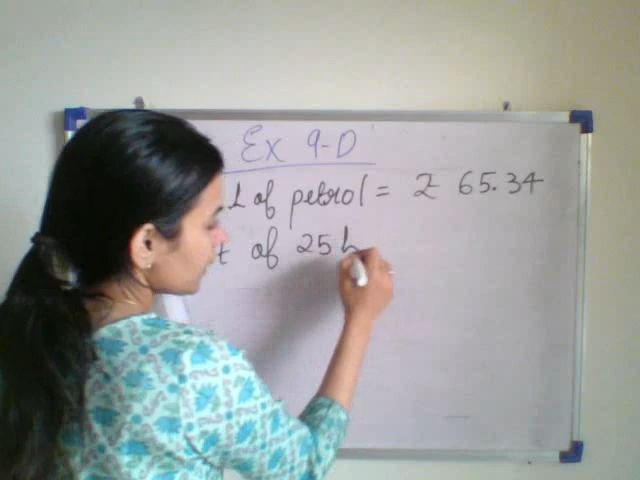 Ex 9-D
L of petrol = ₹ 65.34
t of 25 L